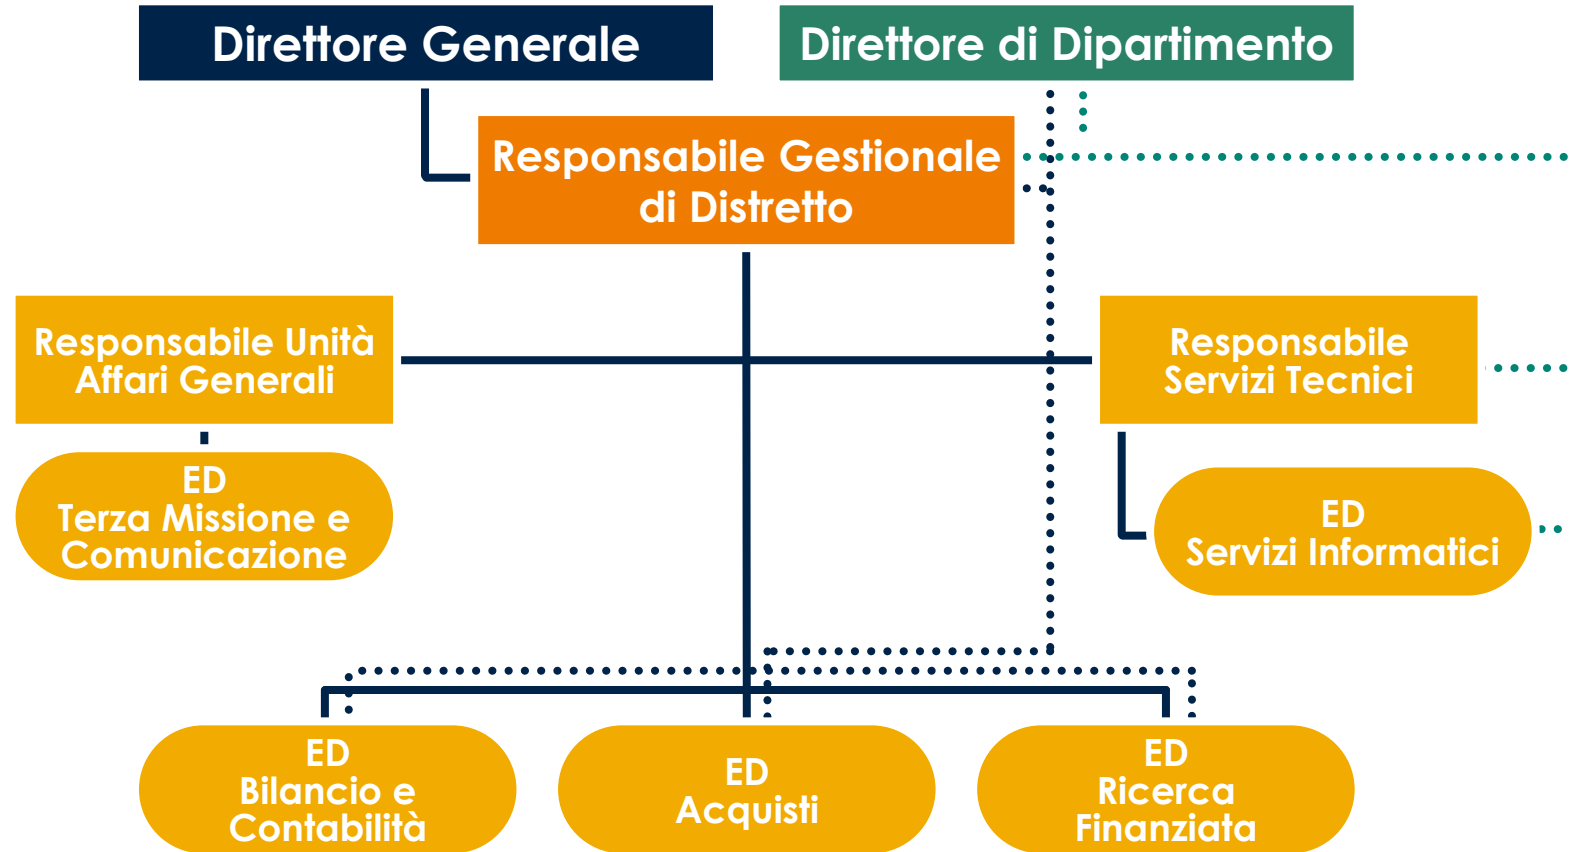 Direttore Generale
Direttore di Dipartimento
Responsabile Gestionale
di Distretto
Responsabile Unità
Affari Generali
Responsabile
Servizi Tecnici
ED
Terza Missione e
Comunicazione
ED
Servizi Informatici
ED
Bilancio e
Contabilità
ED
Acquisti
ED
Ricerca
Finanziata